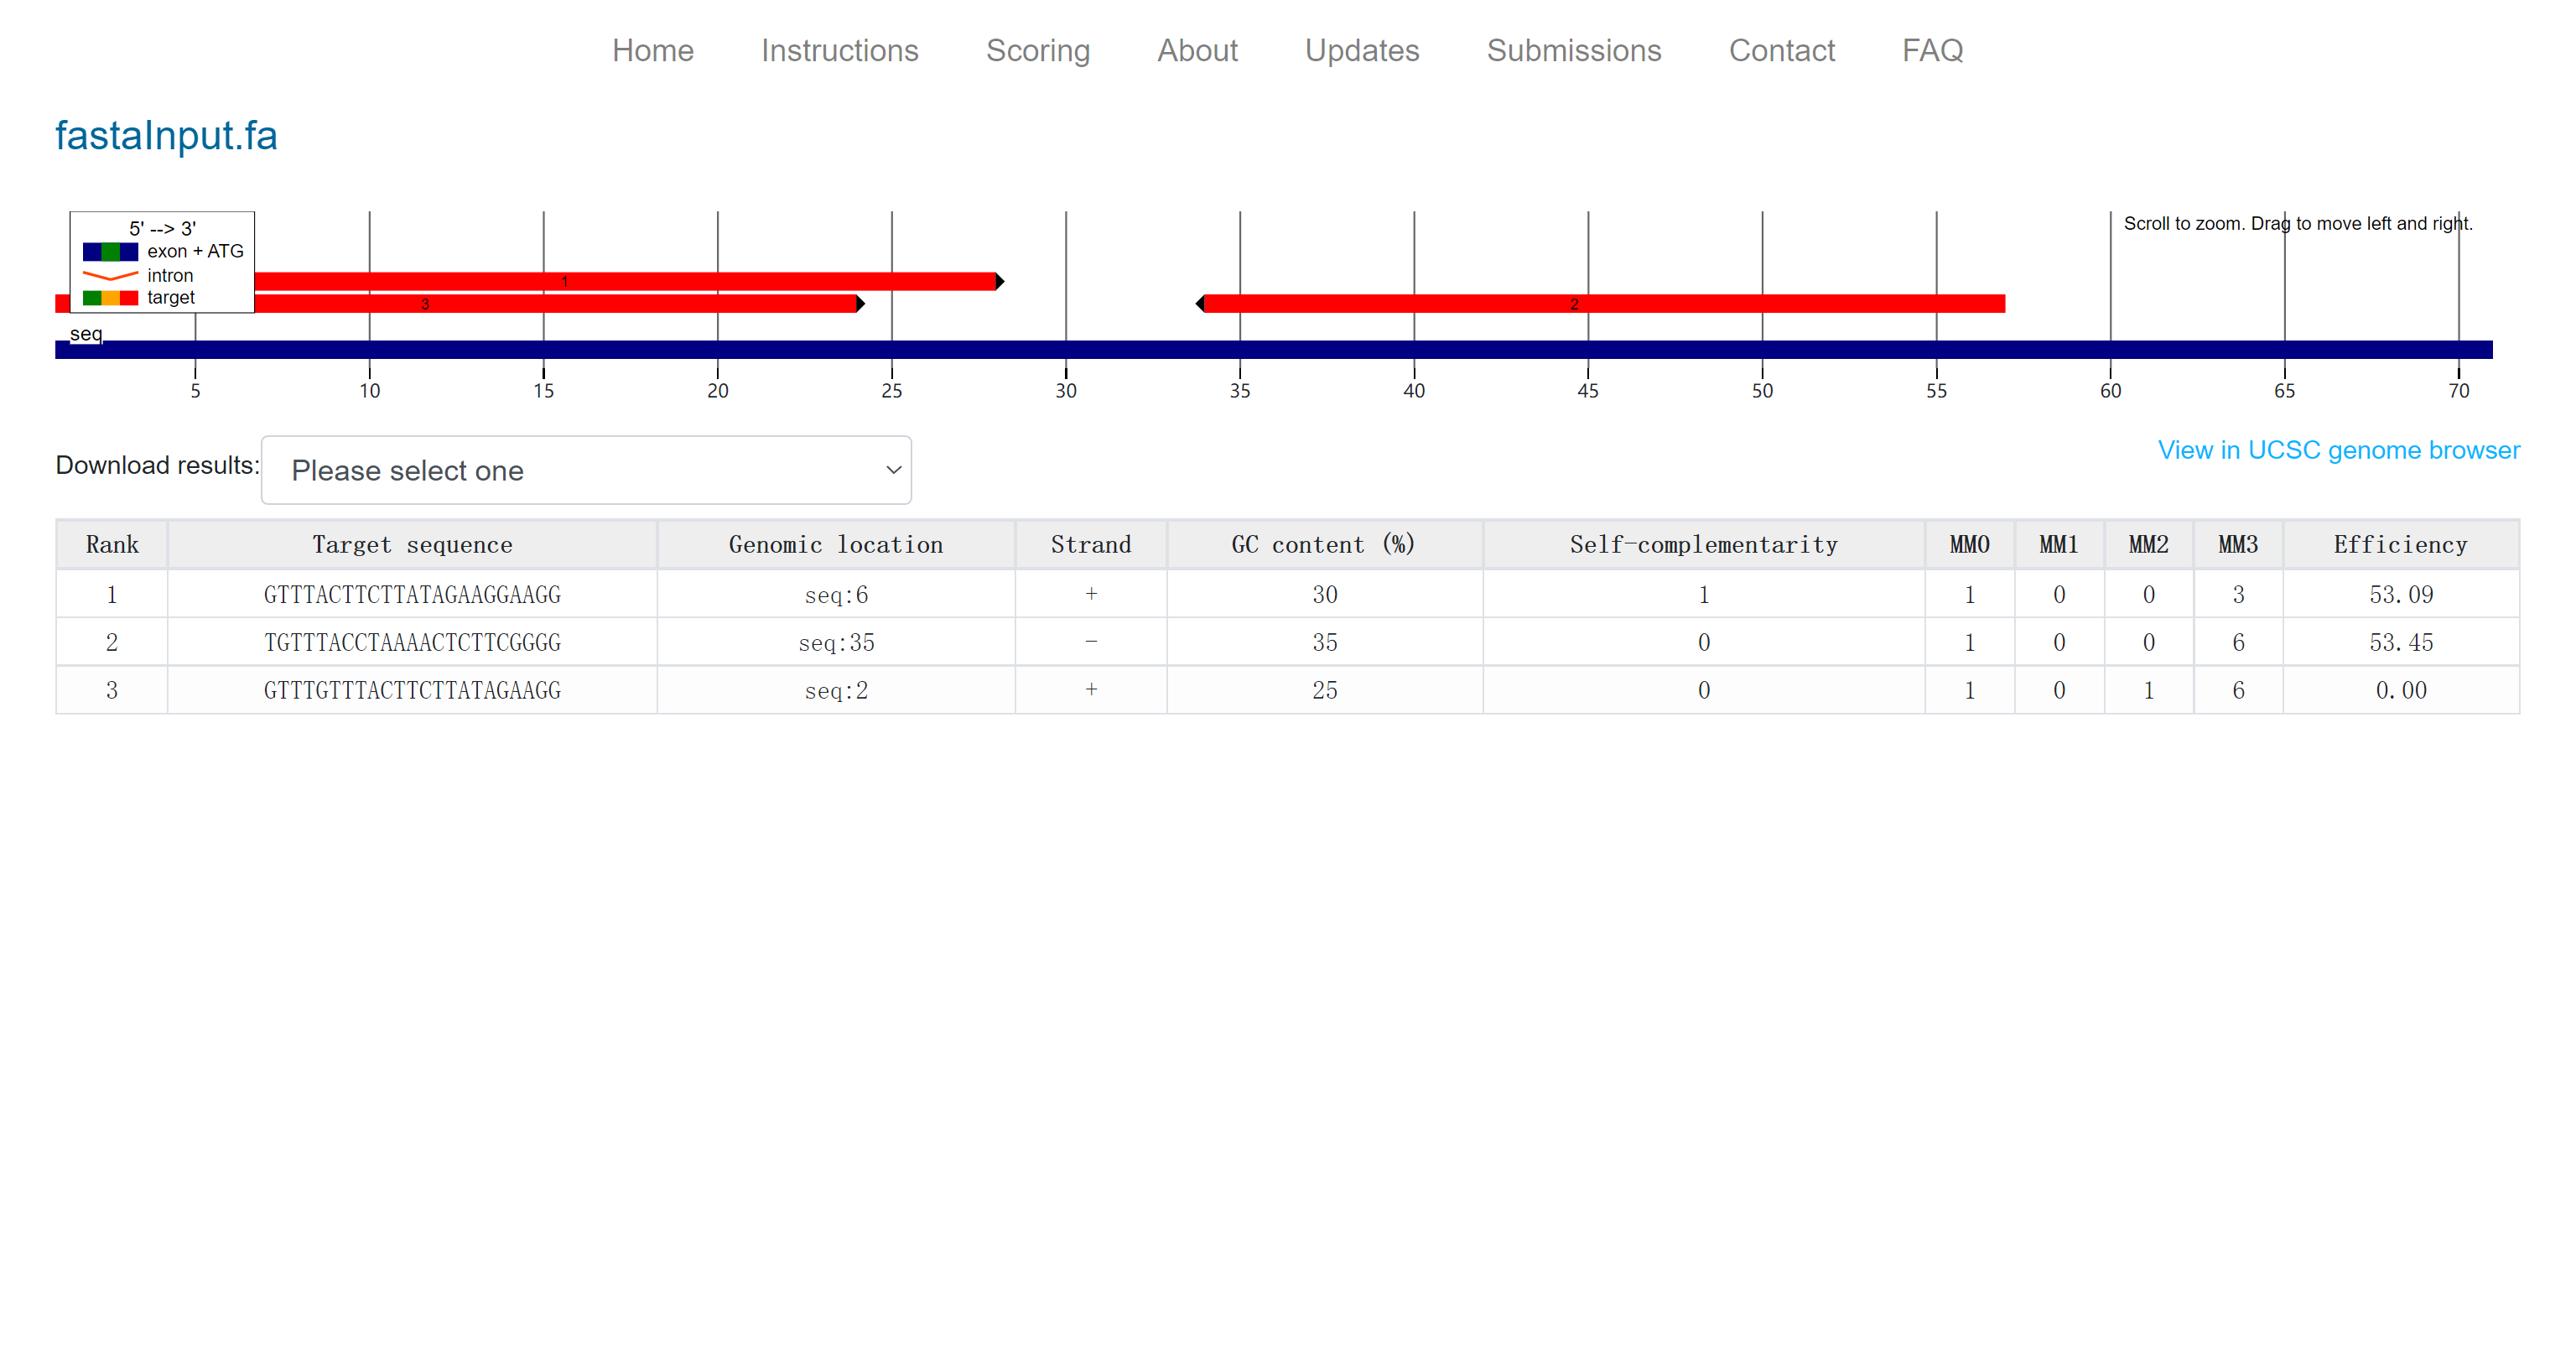 Home Instructions Scoring About Updates Submissions Contact FAQ
fastaInput.fa
5' --> 3'
exon + ATG
intron
target
Scroll to zoom. Drag to move left and right.
1
3
2
seq
5 10 15 20 25 30 35 40 45 50 55 60 65 70
Download results: Please select one
View in UCSC genome browser
Rank Target sequence Genomic location Strand GC content (%) Self-complementarity MM0 MM1 MM2 MM3 Efficiency
1 GTTTACTTCTTATAGAAGGAAGG seq:6 + 30 1 1 0 0 3 53.09
2 TGTTTACCTAAAACTCTTCGGGG seq:35 - 35 0 1 0 0 6 53.45
3 GTTTGTTTACTTCTTATAGAAGG seq:2 + 25 0 1 0 1 6 0.00